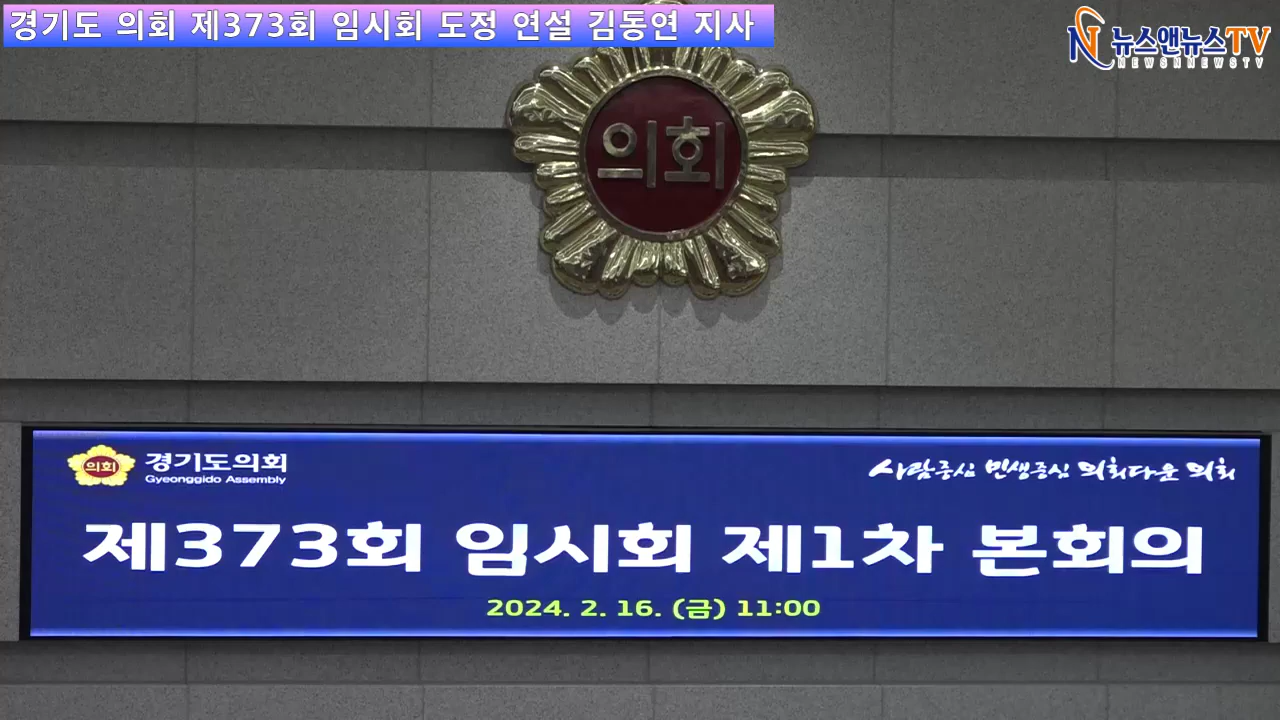 경기도 의회 제373회 임시회 도정 연설 김동연 지사
뉴스앤뉴스TV
NEWSNNEWSTV
의회
의회
경기도의회
Gyeonggido Assembly
사람중심 민생중심 의회다운 의회
제373회 임시회 제1차 본회의
2024. 2. 16. (금) 11:00